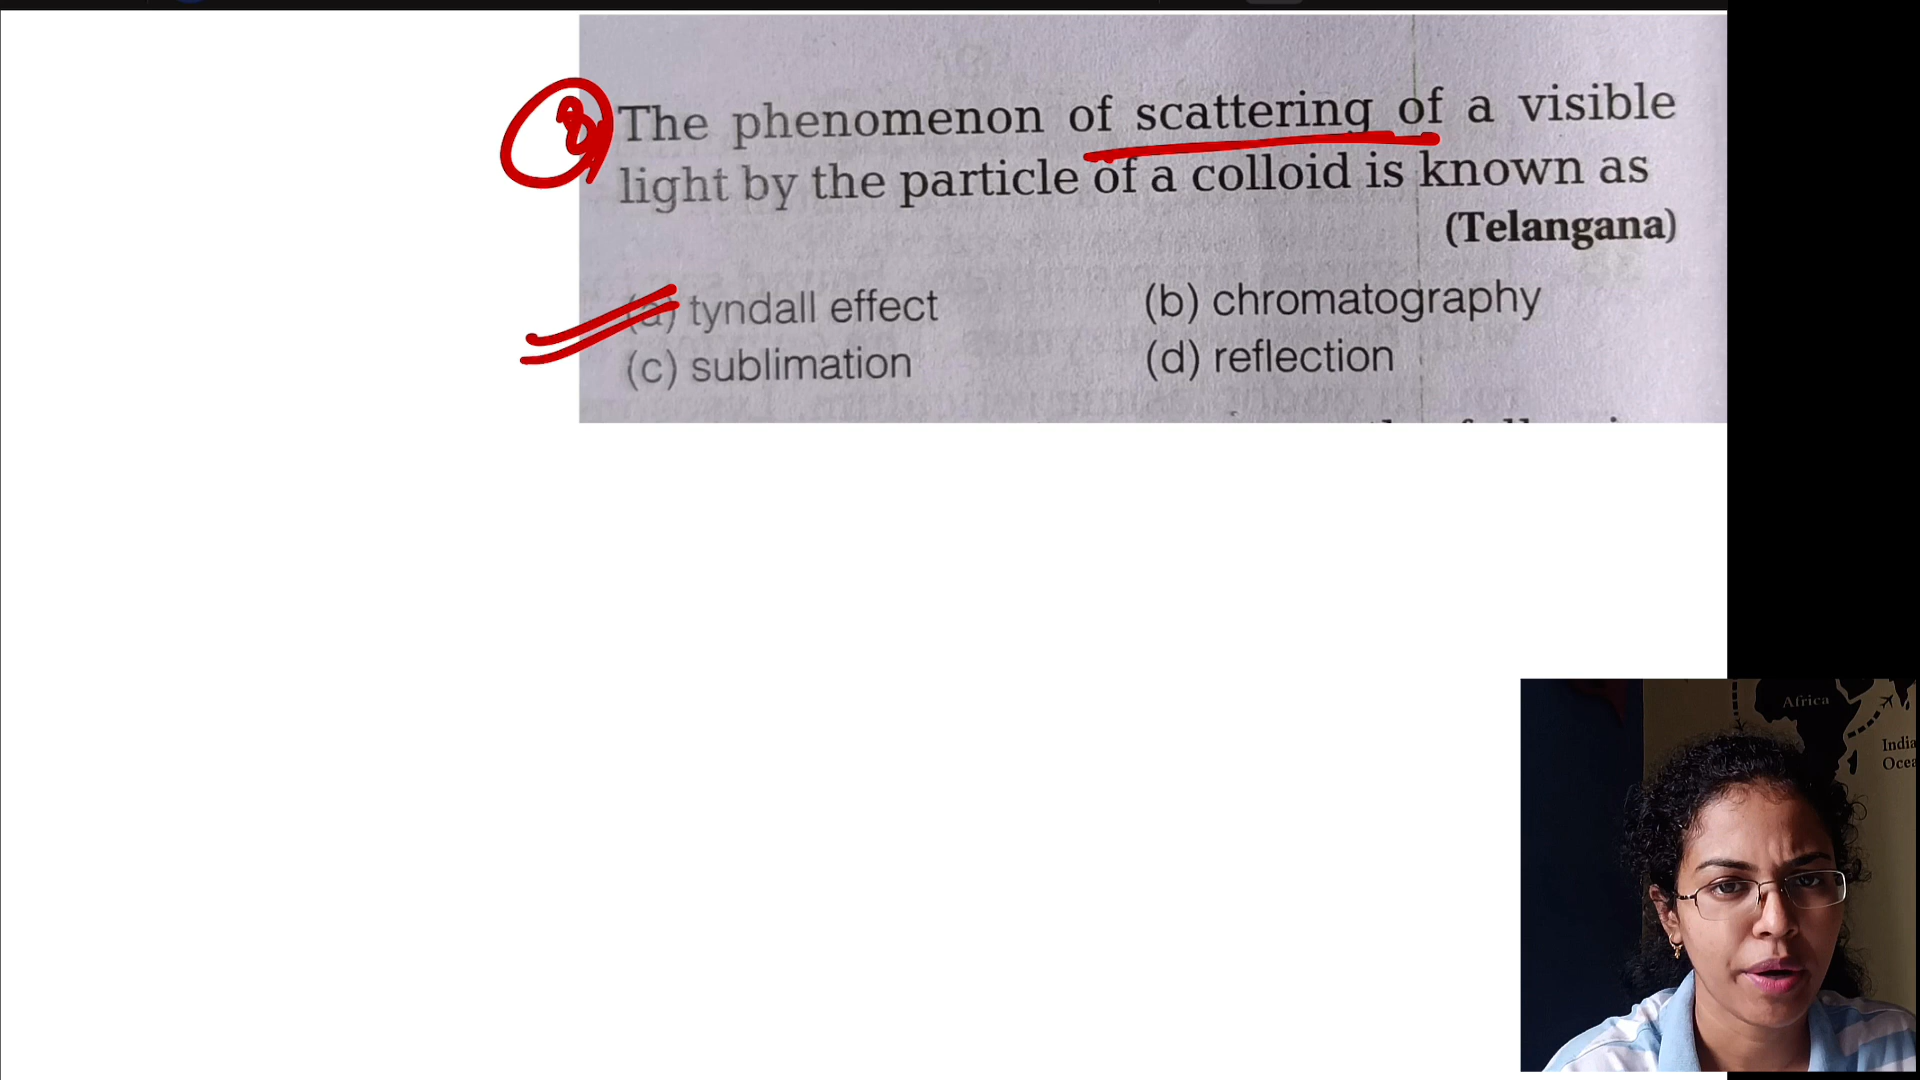 8
The phenomenon of scattering of a visible
light by the particle of a colloid is known as
(Telangana)
(a) tyndall effect (b) chromatography
(c) sublimation (d) reflection
Africa
India